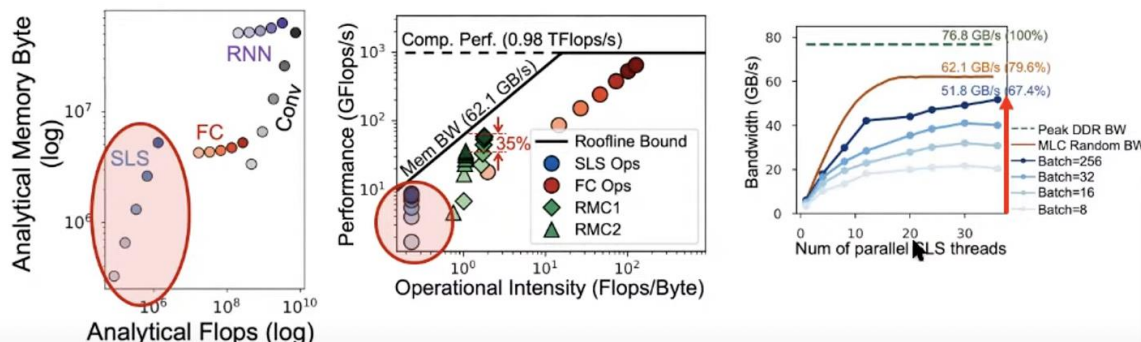 Analytical Memory Byte
(log)
10^7
10^6
RNN
Conv
FC
SLS
10^6
10^8
10^10
Analytical Flops (log)
Performance (GFlops/s)
10^3
10^2
10^1
Comp. Perf. (0.98 TFlops/s)
Mem BW (62.1 GB/s)
35%
Roofline Bound
SLS Ops
FC Ops
RMC1
RMC2
10^0
10^1
10^2
Operational Intensity (Flops/Byte)
Bandwidth (GB/s)
80
60
40
20
0
76.8 GB/s (100%)
62.1 GB/s (79.6%)
51.8 GB/s (67.4%)
Peak DDR BW
MLC Random BW
Batch=256
Batch=32
Batch=16
Batch=8
0
10
20
30
Num of parallel SLS threads